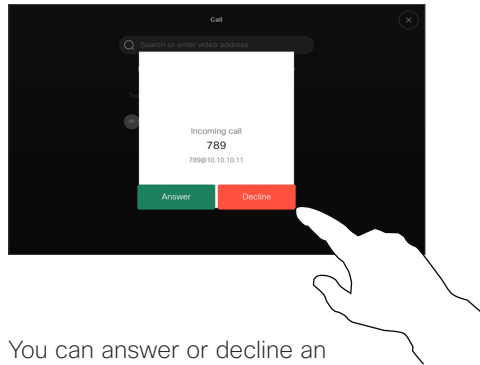 Call
Search or enter video address
AP
Incoming call
789
789@10.10.10.11
Answer
Decline
You can answer or decline an